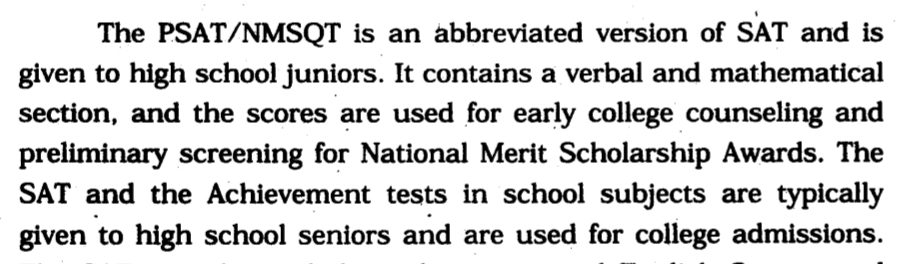 The PSAT/NMSQT is an abbreviated version of SAT and is
given to high school juniors. It contains a verbal and mathematical
section, and the scores are used for early college counseling and
preliminary screening for National Merit Scholarship Awards. The
SAT and the Achievement tests in school subjects are typically
given to high school seniors and are used for college admissions.